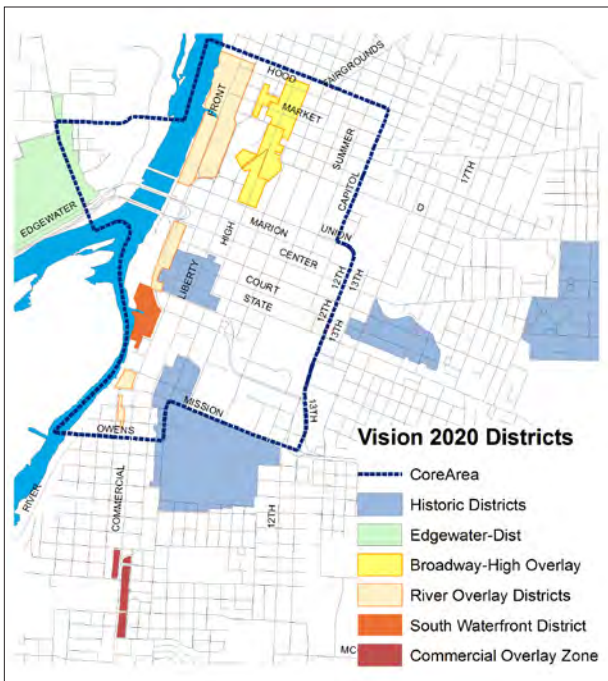 HOOD
FAIRGROUNDS
FRONT
MARKET
SUMMER
CAPITOL
17TH
D
EDGEWATER
HIGH
MARION
UNION
CENTER
12TH
13TH
LIBERTY
COURT
STATE
12TH
13TH
MISSION
13TH
OWENS
Vision 2020 Districts
CoreArea
RIVER
COMMERCIAL
12TH
Historic Districts
Edgewater-Dist
Broadway-High Overlay
River Overlay Districts
South Waterfront District
MC
Commercial Overlay Zone